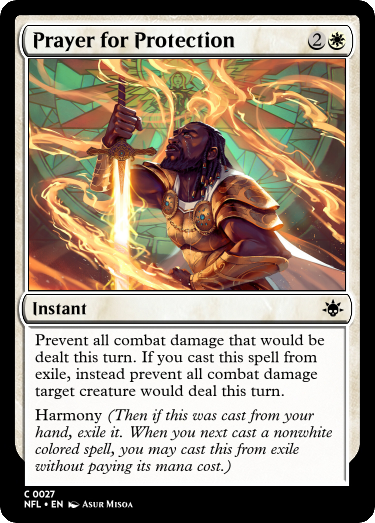 Prayer for Protection 2
Instant
Prevent all combat damage that would be
dealt this turn. If you cast this spell from
exile, instead prevent all combat damage
target creature would deal this turn.
Harmony (Then if this was cast from your
hand, exile it. When you next cast a nonwhite
colored spell, you may cast this from exile
without paying its mana cost.)
C 0027
NFL • EN Asur Misoa